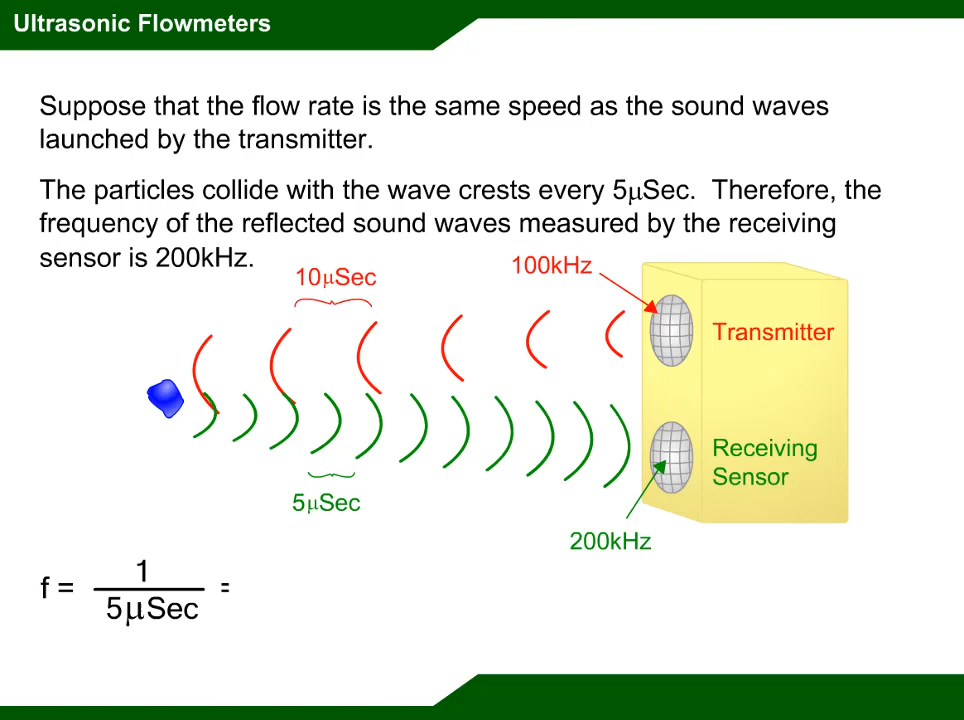 Ultrasonic Flowmeters
Suppose that the flow rate is the same speed as the sound waves
launched by the transmitter.
The particles collide with the wave crests every 5μSec. Therefore, the
frequency of the reflected sound waves measured by the receiving
sensor is 200kHz.
10μSec
100kHz
Transmitter
Receiving
Sensor
5μSec
200kHz
f = 1 =
5μSec